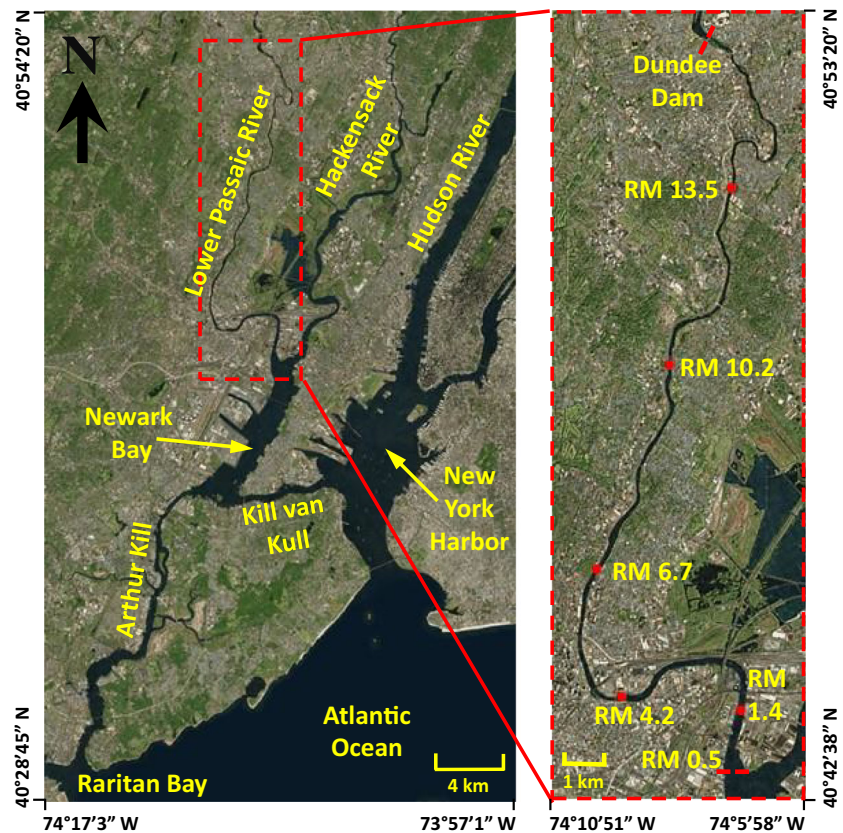 40°54'20" N
N
Lower Passaic River
Hackensack
River
Hudson River
Newark
Bay
New
York
Harbor
Kill van
Kull
Arthur Kill
Atlantic
Ocean
Raritan Bay
4 km
40°28'45" N
74°17'3" W
73°57'1" W
Dundee
Dam
RM 13.5
RM 10.2
RM 6.7
RM 4.2
RM
1.4
RM 0.5
1 km
40°53'20" N
40°42'38" N
74°10'51" W
74°5'58" W